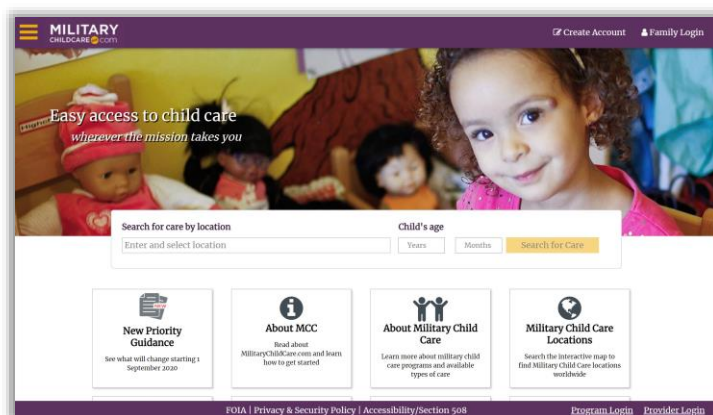 MILITARY
CHILDCARE.com
Create Account
Family Login
Easy access to child care
wherever the mission takes you
Search for care by location
Child's age
Enter and select location
Years
Months
Search for Care
New Priority
Guidance
See what will change starting 1
September 2020
About MCC
Read about
MilitaryChildCare.com and learn
how to get started
About Military Child
Care
Learn more about military child
care programs and available
types of care
Military Child Care
Locations
Search the interactive map to
find Military Child Care locations
worldwide
FOIA | Privacy & Security Policy | Accessibility/Section 508
Program Login
Provider Login